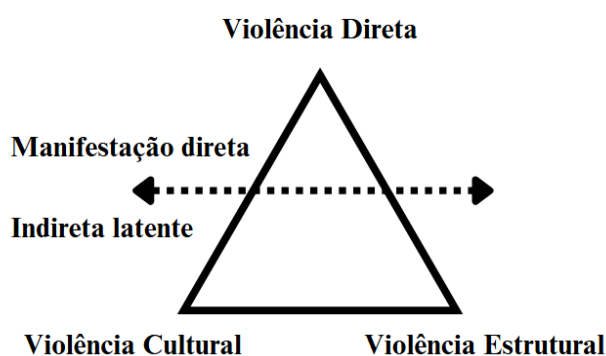 Violência Direta
Manifestação direta
Indireta latente
Violência Cultural
Violência Estrutural